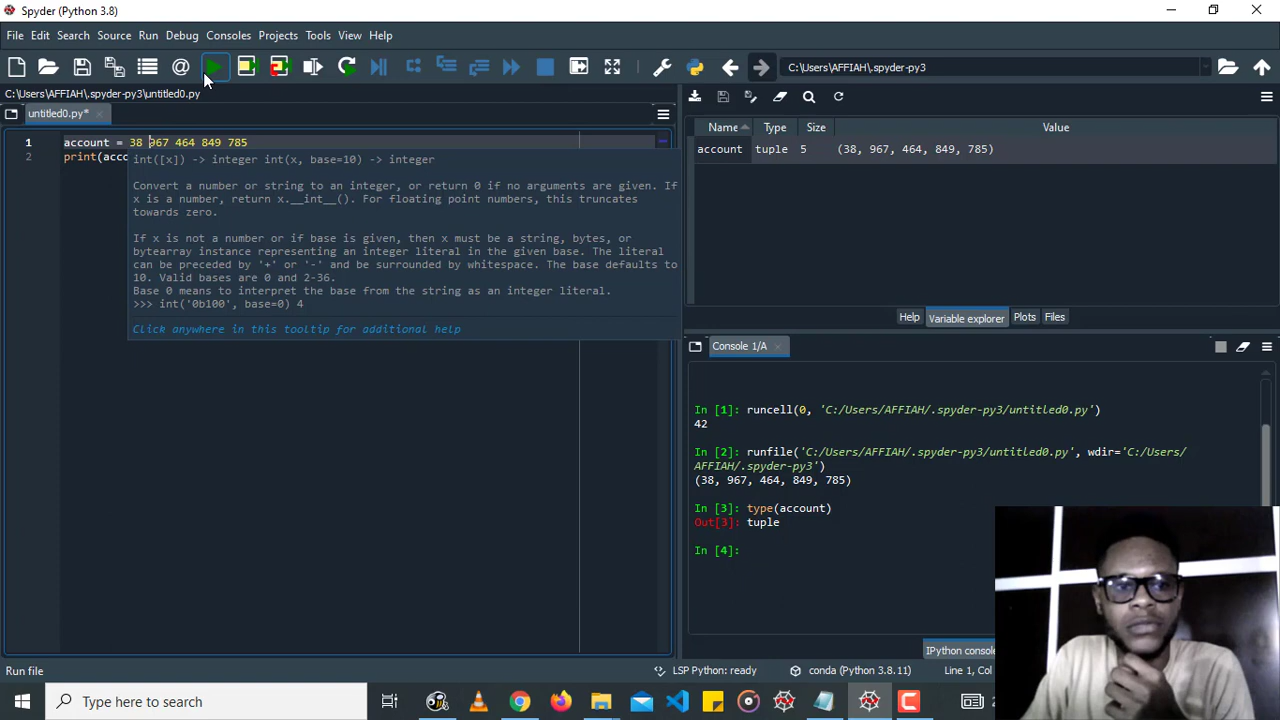 Spyder (Python 3.8)
File Edit Search Source Run Debug Consoles Projects Tools View Help
C:\Users\AFFIAH\.spyder-py3
C:\Users\AFFIAH\.spyder-py3\untitled0.py
untitled0.py*
1 account = 38 967 464 849 785
2 print(acco
int([x]) -> integer int(x, base=10) -> integer
Convert a number or string to an integer, or return 0 if no arguments are given. If
x is a number, return x.__int__(). For floating point numbers, this truncates
towards zero.
If x is not a number or if base is given, then x must be a string, bytes, or
bytearray instance representing an integer literal in the given base. The literal
can be preceded by '+' or '-' and be surrounded by whitespace. The base defaults to
10. Valid bases are 0 and 2-36.
Base 0 means to interpret the base from the string as an integer literal.
>>> int('0b100', base=0) 4
Click anywhere in this tooltip for additional help
Name Type Size Value
account tuple 5 (38, 967, 464, 849, 785)
Help Variable explorer Plots Files
Console 1/A
In [1]: runcell(0, 'C:/Users/AFFIAH/.spyder-py3/untitled0.py')
42
In [2]: runfile('C:/Users/AFFIAH/.spyder-py3/untitled0.py', wdir='C:/Users/
AFFIAH/.spyder-py3')
(38, 967, 464, 849, 785)
In [3]: type(account)
Out[3]: tuple
In [4]:
IPython console
Run file
LSP Python: ready conda (Python 3.8.11) Line 1, Col
Type here to search